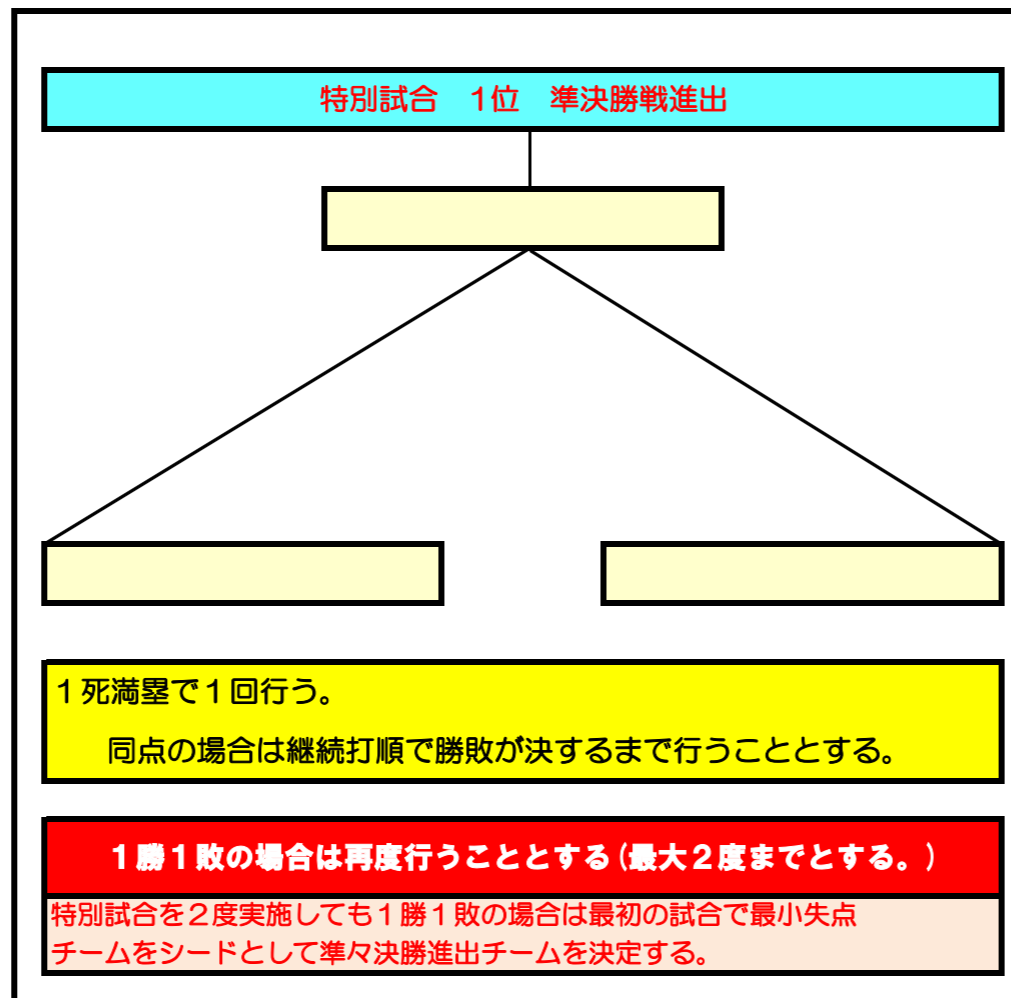 特別試合　1位　準決勝戦進出
１死満塁で１回行う。
同点の場合は継続打順で勝敗が決するまで行うこととする。
１勝１敗の場合は再度行うこととする（最大２度までとする。）
特別試合を２度実施しても１勝１敗の場合は最初の試合で最小失点
チームをシードとして準々決勝進出チームを決定する。